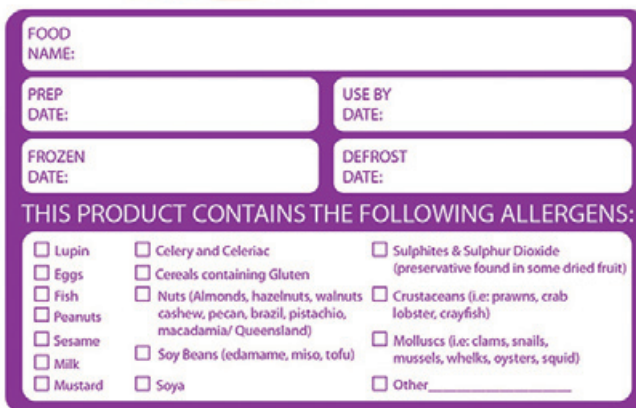 FOOD
NAME:
PREP
DATE:
USE BY
DATE:
FROZEN
DATE:
DEFROST
DATE:
THIS PRODUCT CONTAINS THE FOLLOWING ALLERGENS:
Lupin
Eggs
Fish
Peanuts
Sesame
Milk
Mustard
Celery and Celeriac
Cereals containing Gluten
Nuts (Almonds, hazelnuts, walnuts
cashew, pecan, brazil, pistachio,
macadamia/ Queensland)
Soy Beans (edamame, miso, tofu)
Soya
Sulphites & Sulphur Dioxide
(preservative found in some dried fruit)
Crustaceans (i.e: prawns, crab
lobster, crayfish)
Molluscs (i.e: clams, snails,
mussels, whelks, oysters, squid)
Other____________________